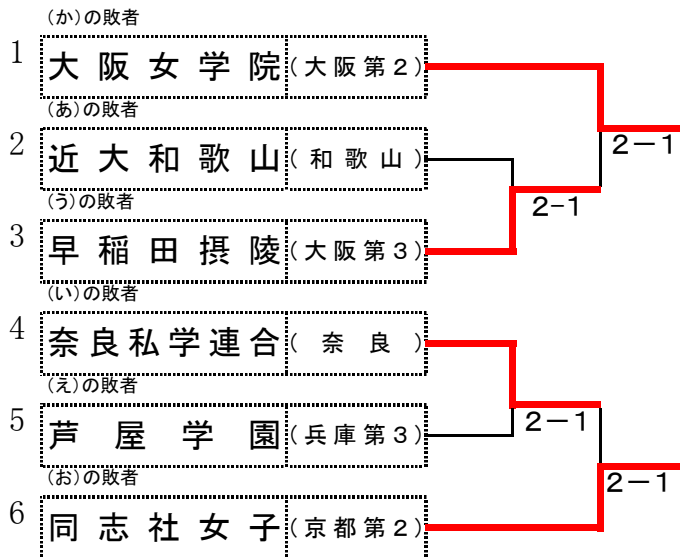 (か)の敗者
1 大阪女学院 (大阪第2)
2-1
(あ)の敗者
2 近大和歌山 (和歌山)
2-1
(う)の敗者
3 早稲田摂陵 (大阪第3)
(い)の敗者
4 奈良私学連合 (奈良)
2-1
(え)の敗者
5 芦屋学園 (兵庫第3)
2-1
(お)の敗者
6 同志社女子 (京都第2)